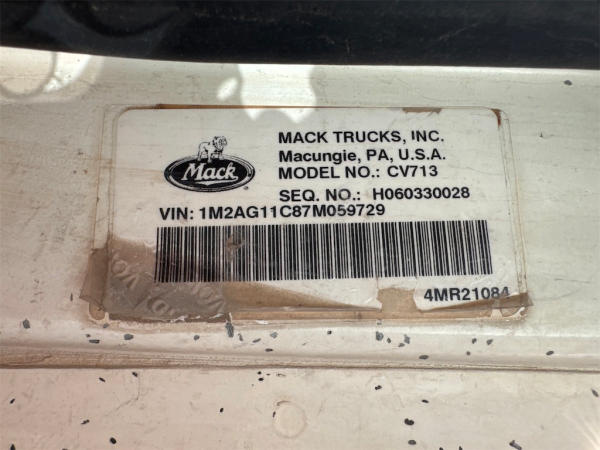 Mack
MACK TRUCKS, INC.
Macungie, PA, U.S.A.
MODEL NO.: CV713
SEQ. NO.: H060330028
VIN: 1M2AG11C87M059729
4MR21084